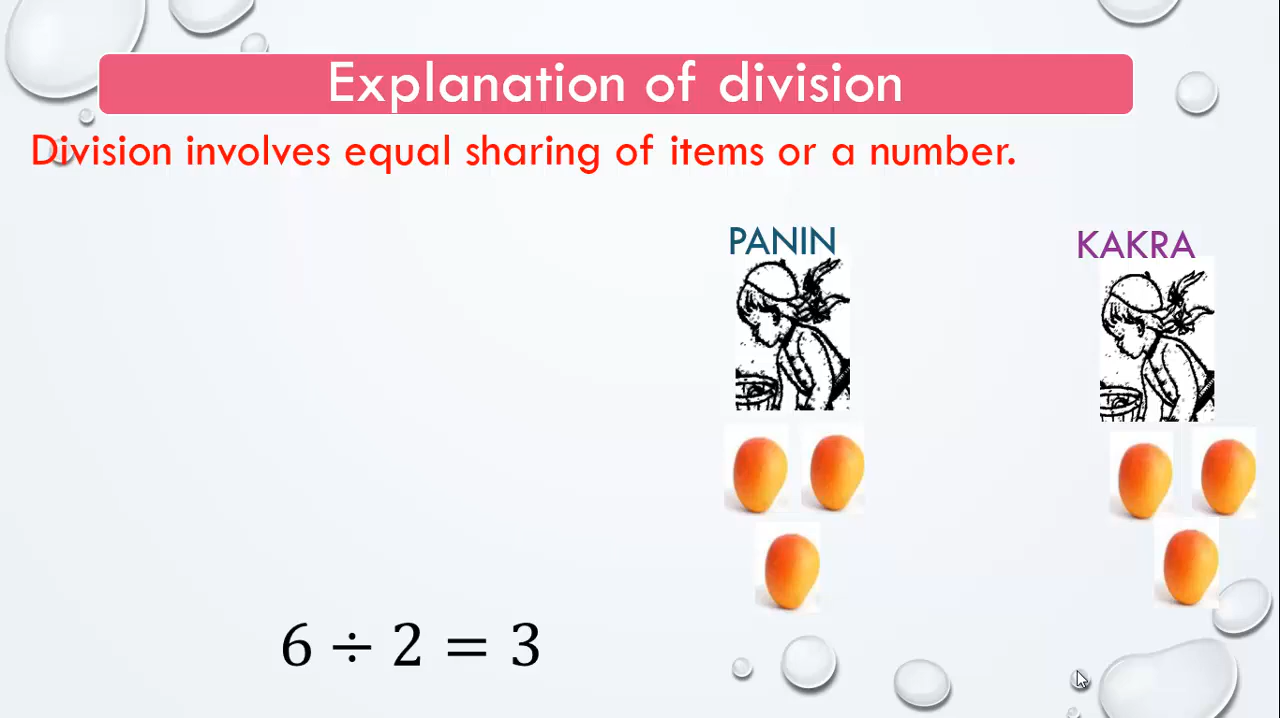 Explanation of division
Division involves equal sharing of items or a number.
PANIN
KAKRA
6 ÷ 2 = 3